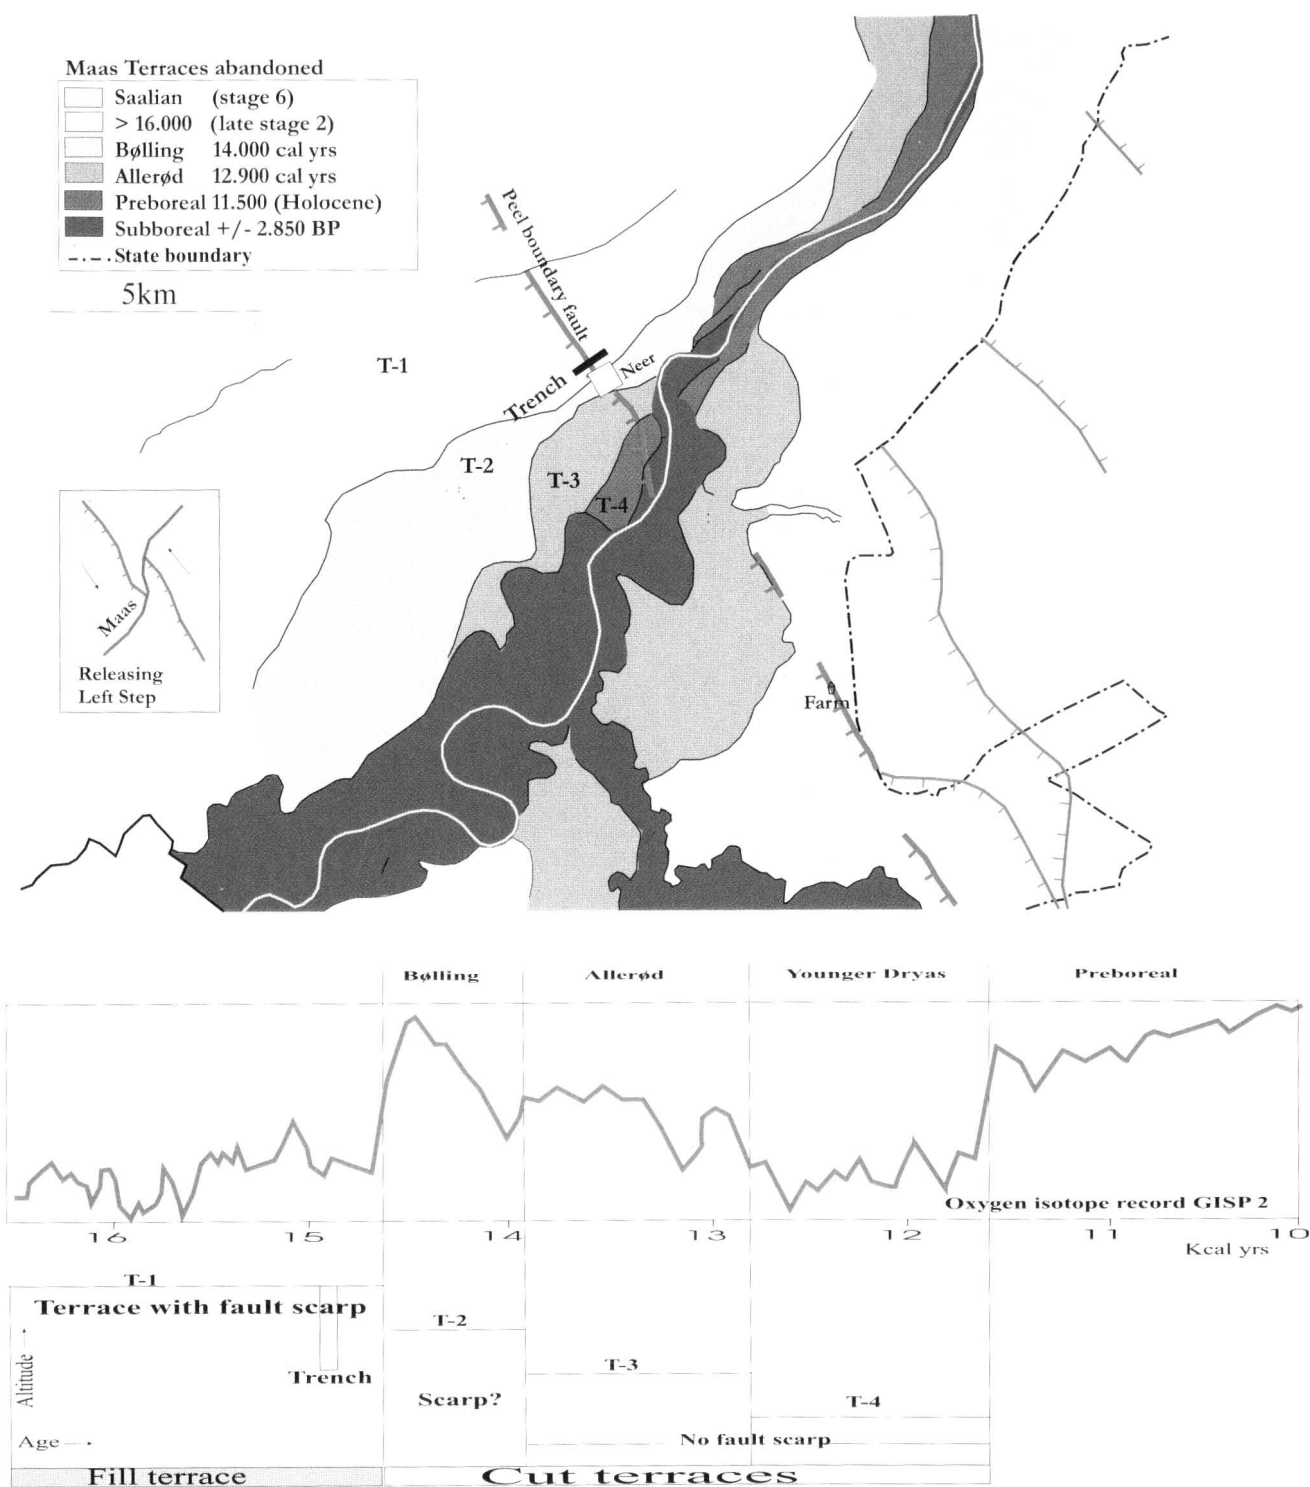 Maas Terraces abandoned
Saalian (stage 6)
> 16.000 (late stage 2)
Bølling 14.000 cal yrs
Allerød 12.900 cal yrs
Preboreal 11.500 (Holocene)
Subboreal +/- 2.850 BP
State boundary
5km
Peel boundary fault
T-1
Trench
Neer
T-2
T-3
T-4
Maas
Releasing
Left Step
Farm
Bølling Allerød Younger Dryas Preboreal
Oxygen isotope record GISP 2
16 15 14 13 12 11 10
Kcal yrs
T-1
Terrace with fault scarp
T-2
T-3
Trench
Altitude
Scarp?
T-4
Age
No fault scarp
Fill terrace Cut terraces